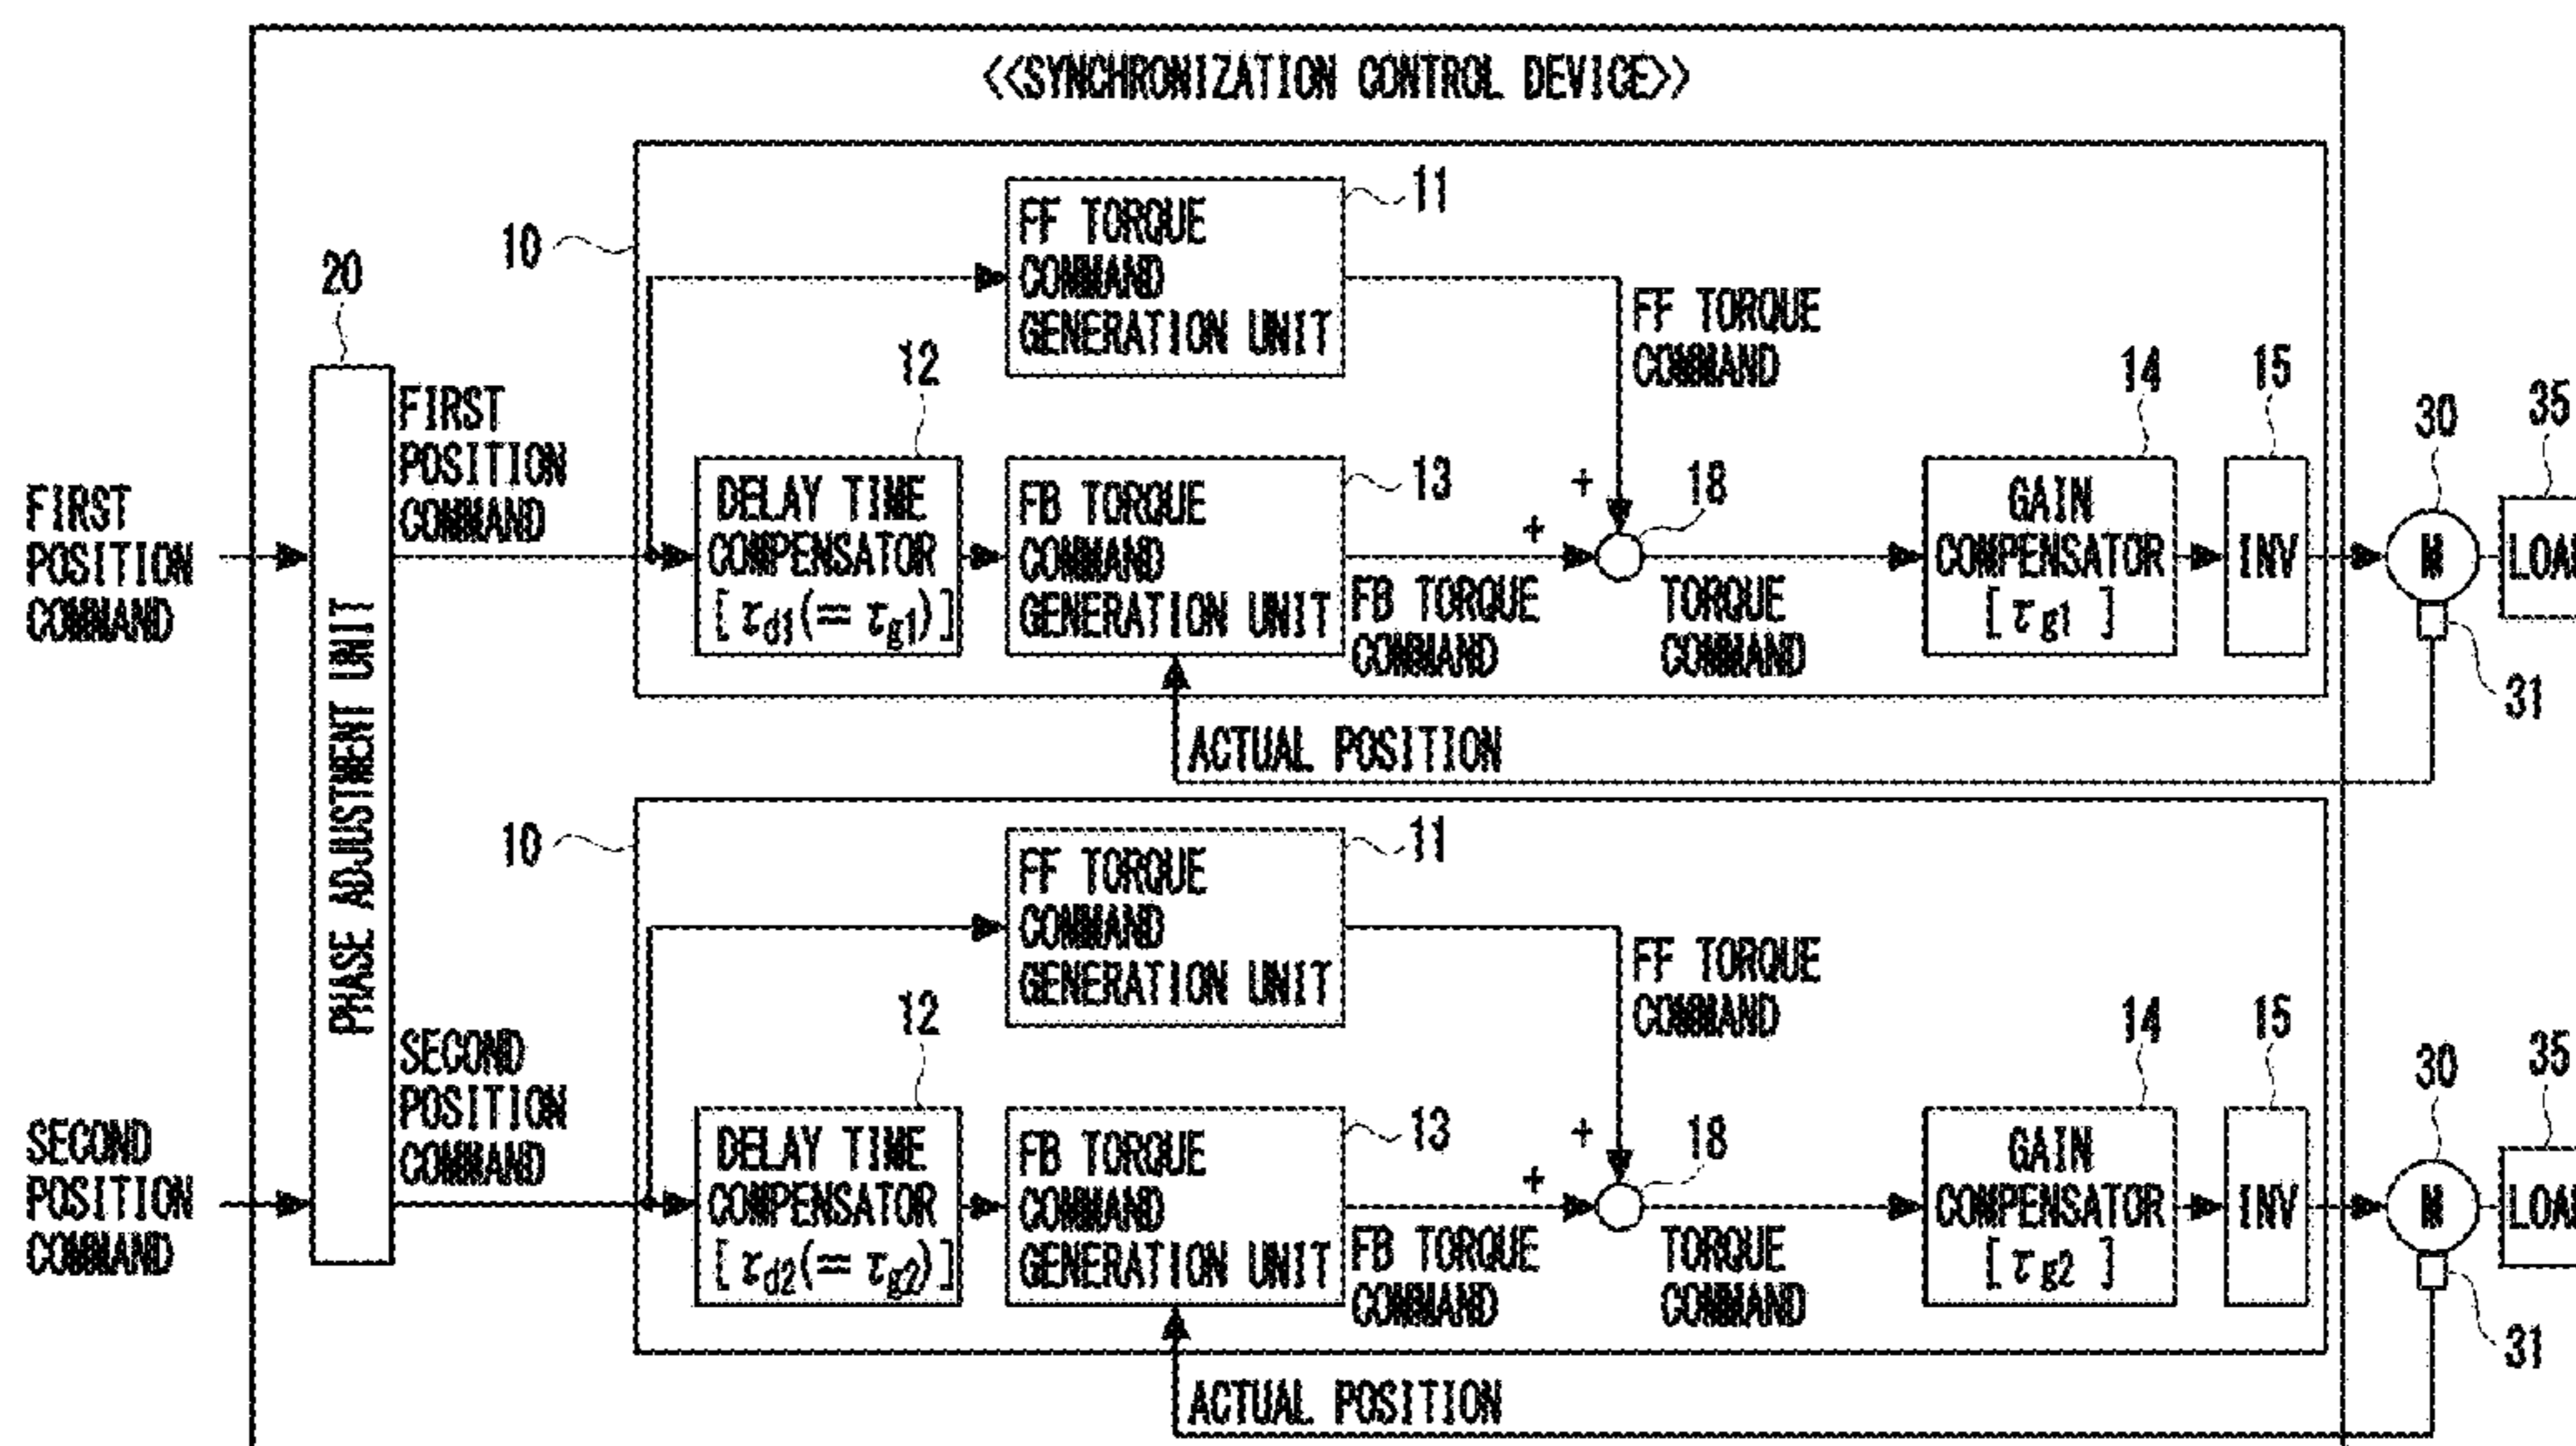 <<SYNCHRONIZATION CONTROL DEVICE>>
10
11
FF TORQUE
COMMAND
GENERATION UNIT
FF TORQUE
COMMAND
20
PHASE ADJUSTMENT UNIT
FIRST
POSITION
COMMAND
FIRST
POSITION
COMMAND
12
DELAY TIME
COMPENSATOR
[τd1(= τg1)]
13
FB TORQUE
COMMAND
GENERATION UNIT
FB TORQUE
COMMAND
+
+
18
TORQUE
COMMAND
14
GAIN
COMPENSATOR
[τg1]
15
INV
30
M
31
35
ACTUAL POSITION
10
11
FF TORQUE
COMMAND
GENERATION UNIT
FF TORQUE
COMMAND
SECOND
POSITION
COMMAND
SECOND
POSITION
COMMAND
12
DELAY TIME
COMPENSATOR
[τd2(= τg2)]
13
FB TORQUE
COMMAND
GENERATION UNIT
FB TORQUE
COMMAND
+
+
18
TORQUE
COMMAND
14
GAIN
COMPENSATOR
[τg2]
15
INV
30
M
31
35
ACTUAL POSITION